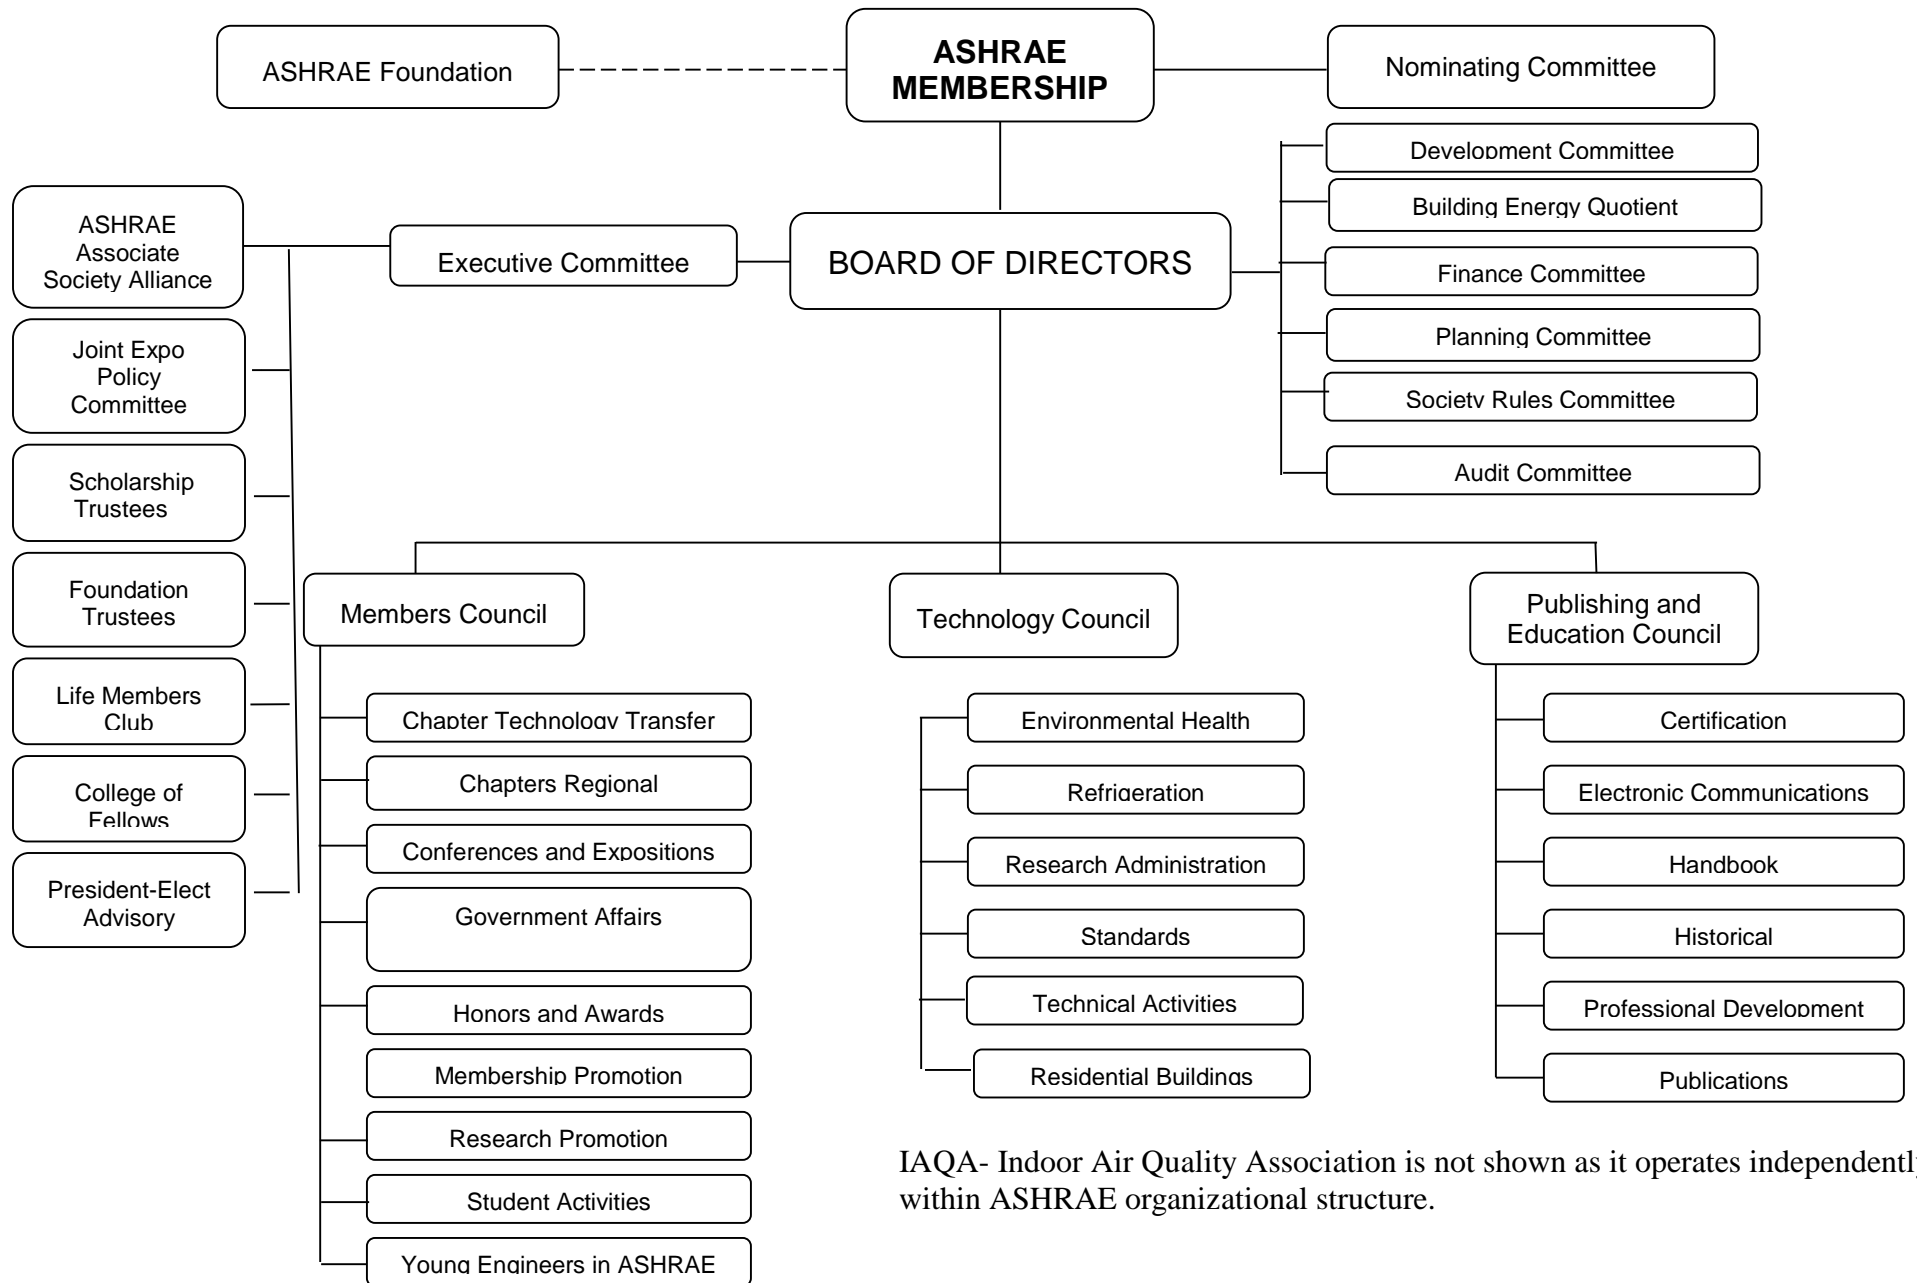 ASHRAE Foundation
ASHRAE
MEMBERSHIP
Nominating Committee
Development Committee
Building Energy Quotient
Finance Committee
Planning Committee
Society Rules Committee
Audit Committee
BOARD OF DIRECTORS
Executive Committee
ASHRAE
Associate
Society Alliance
Joint Expo
Policy
Committee
Scholarship
Trustees
Foundation
Trustees
Life Members
Club
College of
Fellows
President-Elect
Advisory
Members Council
Chapter Technology Transfer
Chapters Regional
Conferences and Expositions
Government Affairs
Honors and Awards
Membership Promotion
Research Promotion
Student Activities
Young Engineers in ASHRAE
Technology Council
Environmental Health
Refrigeration
Research Administration
Standards
Technical Activities
Residential Buildings
Publishing and
Education Council
Certification
Electronic Communications
Handbook
Historical
Professional Development
Publications
IAQA- Indoor Air Quality Association is not shown as it operates independently
within ASHRAE organizational structure.